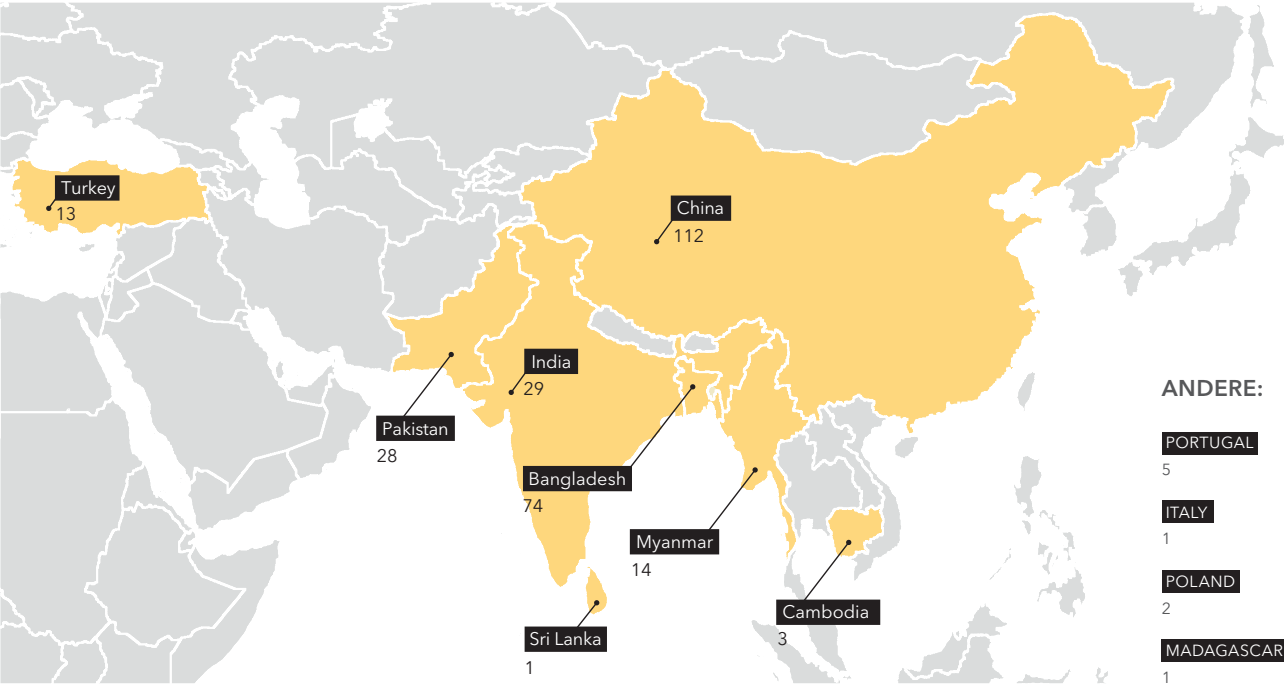 Turkey
13
China
112
India
29
Pakistan
28
Bangladesh
74
Myanmar
14
Cambodia
3
Sri Lanka
1
ANDERE:
PORTUGAL
5
ITALY
1
POLAND
2
MADAGASCAR
1